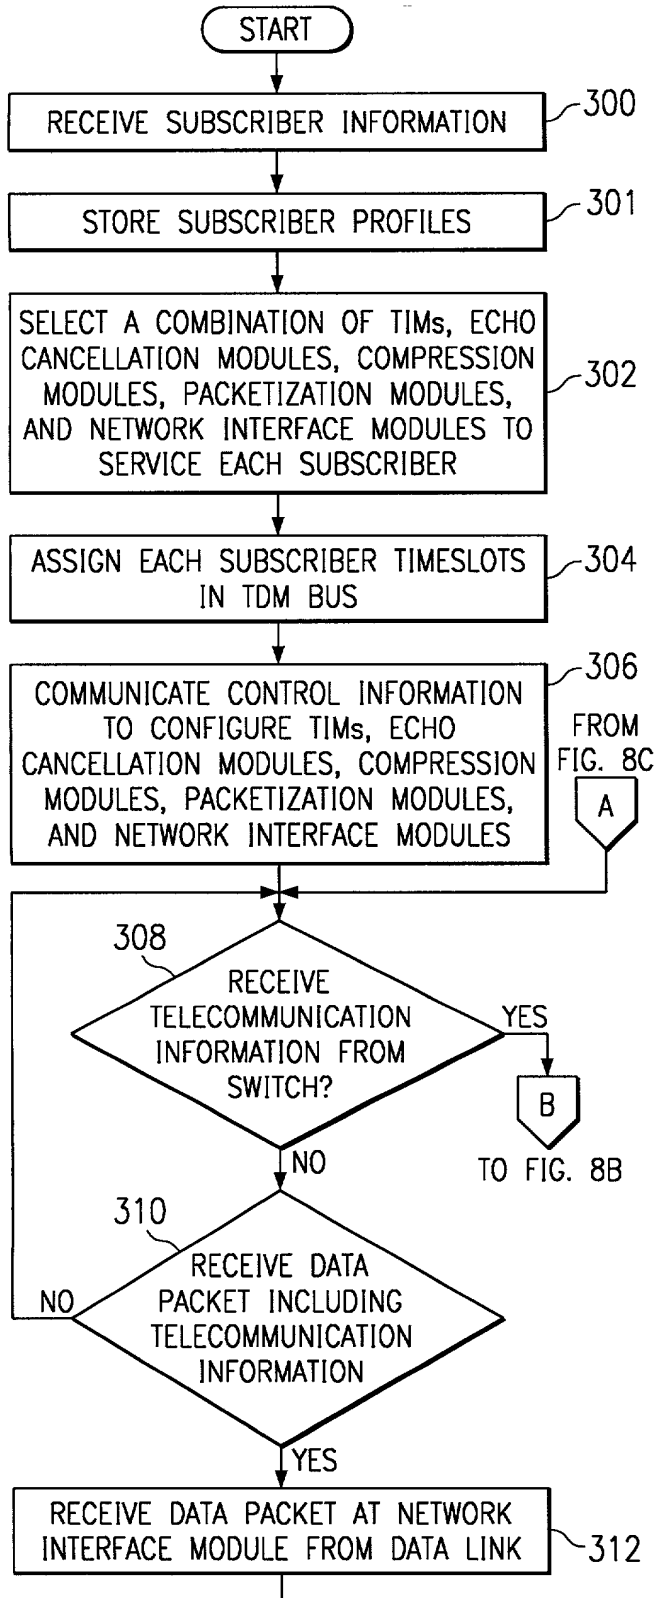 START
RECEIVE SUBSCRIBER INFORMATION
300
STORE SUBSCRIBER PROFILES
301
SELECT A COMBINATION OF TIMs, ECHO
CANCELLATION MODULES, COMPRESSION
MODULES, PACKETIZATION MODULES,
AND NETWORK INTERFACE MODULES TO
SERVICE EACH SUBSCRIBER
302
ASSIGN EACH SUBSCRIBER TIMESLOTS
IN TDM BUS
304
COMMUNICATE CONTROL INFORMATION
TO CONFIGURE TIMs, ECHO
CANCELLATION MODULES, COMPRESSION
MODULES, PACKETIZATION MODULES,
AND NETWORK INTERFACE MODULES
306
FROM
FIG. 8C
A
308
RECEIVE
TELECOMMUNICATION
INFORMATION FROM
SWITCH?
YES
B
TO FIG. 8B
NO
310
RECEIVE DATA
PACKET INCLUDING
TELECOMMUNICATION
INFORMATION
NO
YES
RECEIVE DATA PACKET AT NETWORK
INTERFACE MODULE FROM DATA LINK
312